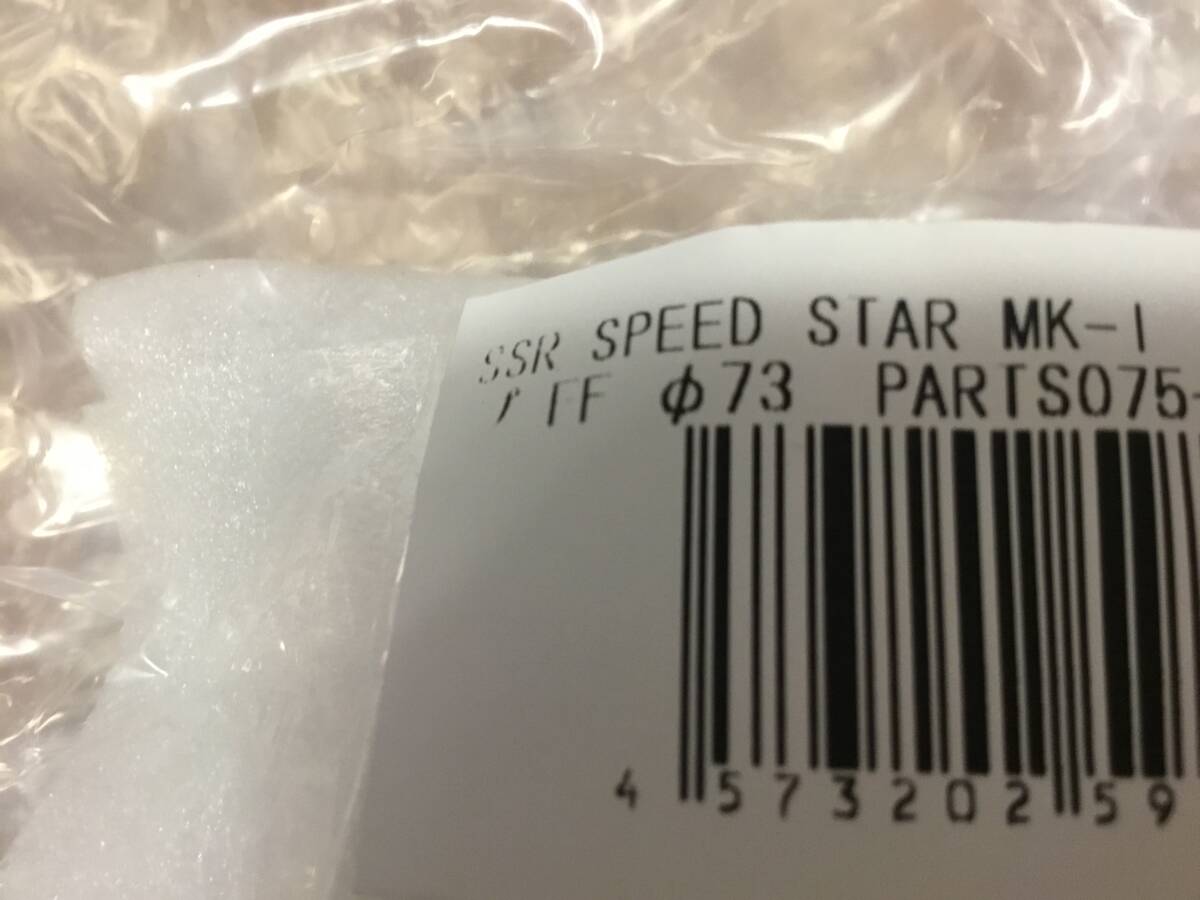 SSR SPEED STAR MK-I
FF φ73 PARTS075-
4 573202 59